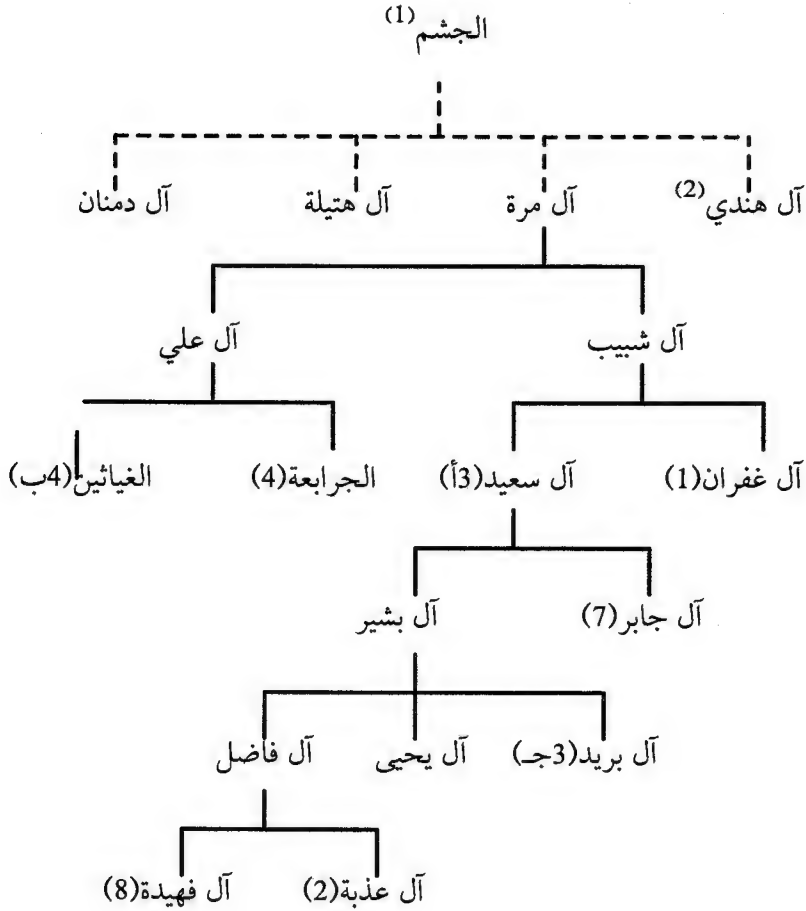 الجشم(1)
آل هندي(2) آل مرة آل هتيلة آل دمنان
آل شبيب آل علي
آل غفران(1) آل سعيد(3أ) الجرابعة(4) الغياثين(4ب)
آل جابر(7) آل بشير
آل بريد(3جـ) آل يحيى آل فاضل
آل عذبة(2) آل فهيدة(8)